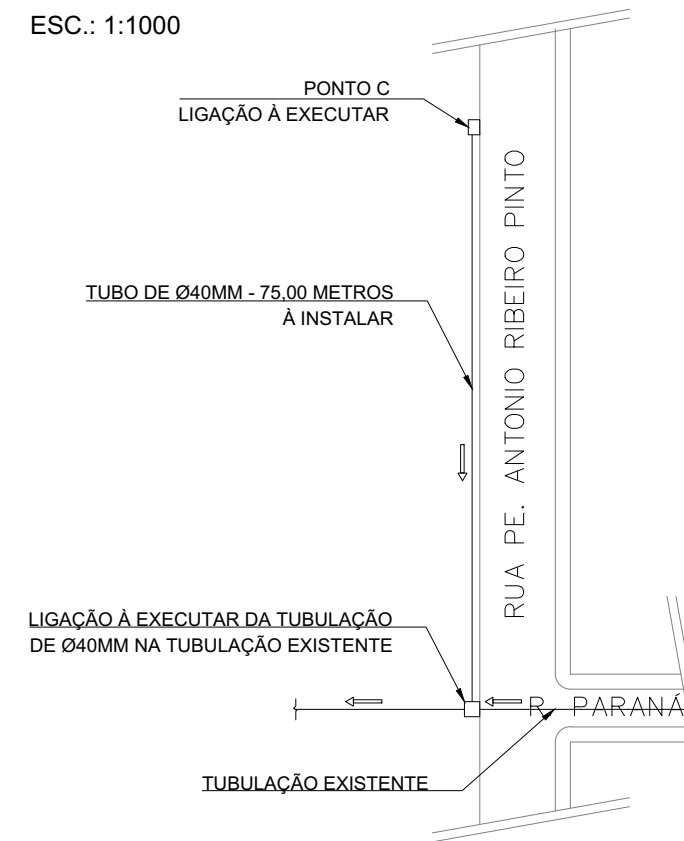 ESC.: 1:1000
PONTO C
LIGAÇÃO À EXECUTAR
RUA PE. ANTONIO RIBEIRO PINTO
TUBO DE Ø40MM - 75,00 METROS
À INSTALAR
LIGAÇÃO À EXECUTAR DA TUBULAÇÃO
DE Ø40MM NA TUBULAÇÃO EXISTENTE
R. PARANÁ
TUBULAÇÃO EXISTENTE